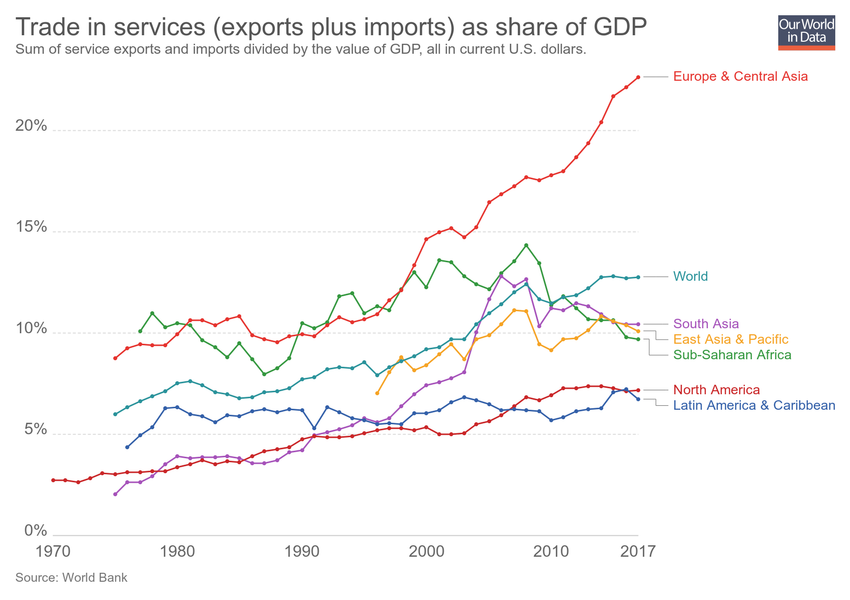 Trade in services (exports plus imports) as share of GDP
Sum of service exports and imports divided by the value of GDP, all in current U.S. dollars.
Our World
in Data
Europe & Central Asia
20%
15%
World
10%
South Asia
East Asia & Pacific
Sub-Saharan Africa
North America
Latin America & Caribbean
5%
0%
1970
1980
1990
2000
2010
2017
Source: World Bank